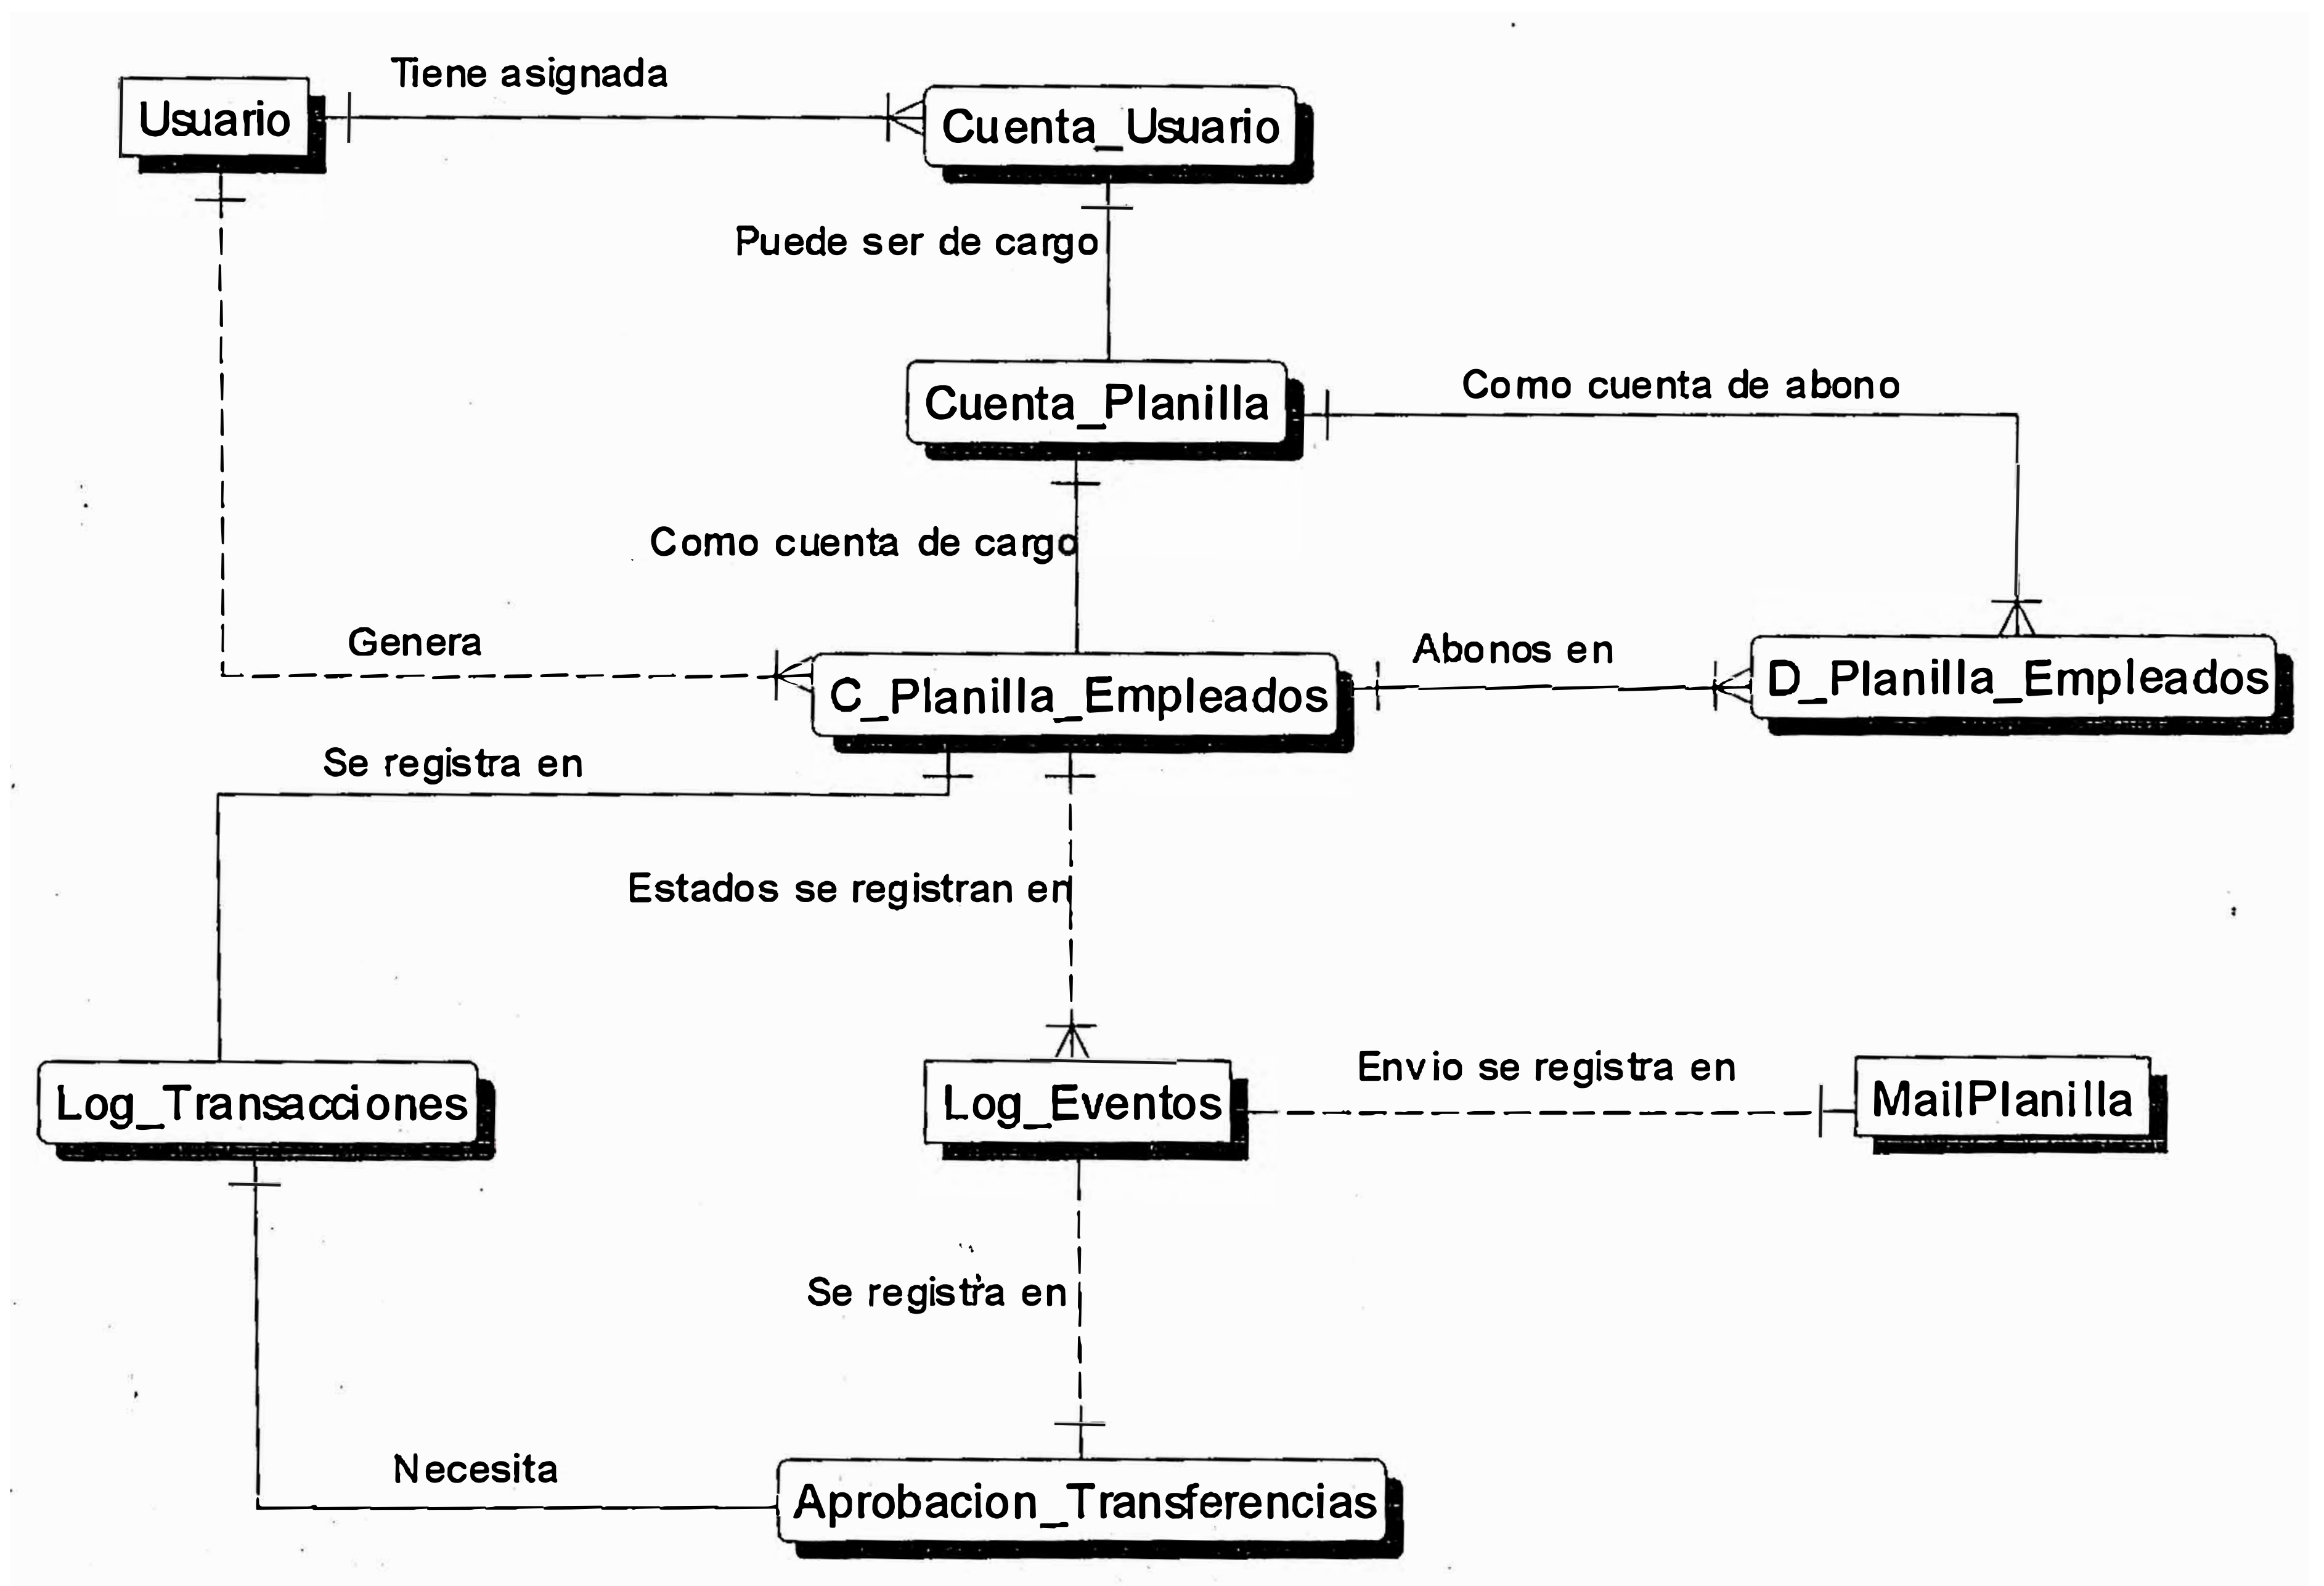 Tiene asignada
Usuario
Cuenta_Usuario
Puede ser de cargo
Cuenta_Planilla
Como cuenta de abono
Como cuenta de cargo
Genera
Abonos en
C_Planilla_Empleados
D_Planilla_Empleados
Se registra en
Estados se registran en
Log_Transacciones
Log_Eventos
Envio se registra en
MailPlanilla
Se registra en
Necesita
Aprobacion_Transferencias